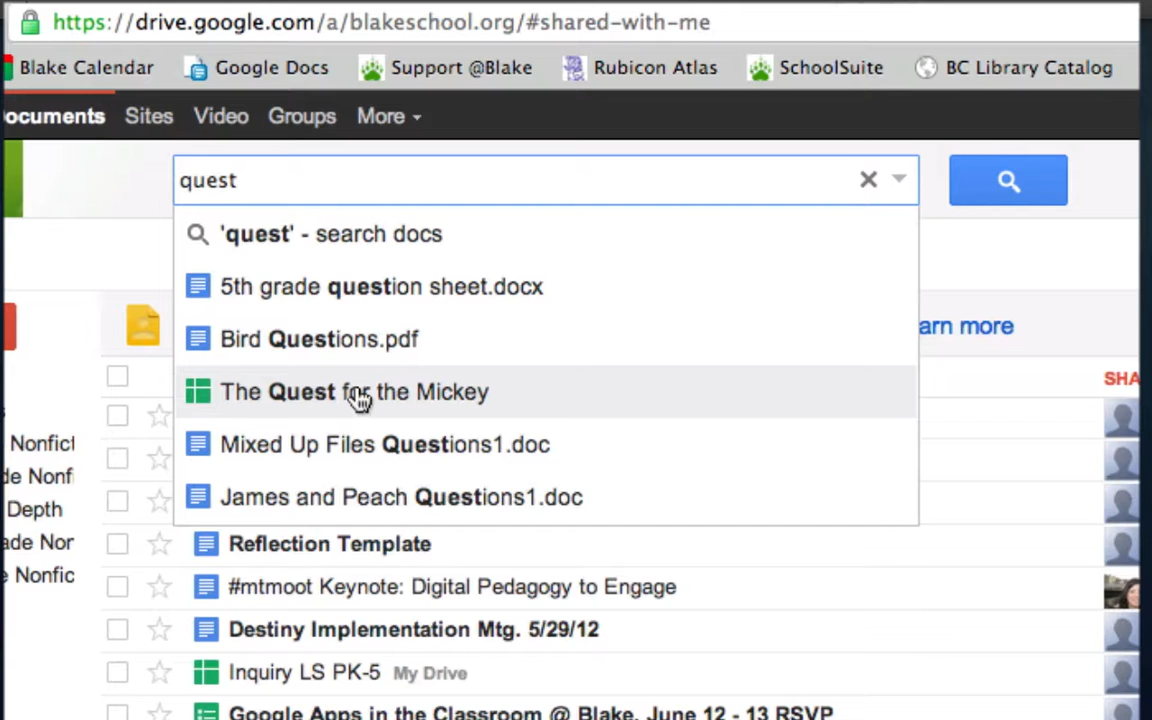 https://drive.google.com/a/blakeschool.org/#shared-with-me
Blake Calendar Google Docs Support @Blake Rubicon Atlas SchoolSuite BC Library Catalog
ocuments Sites Video Groups More
quest
'quest' - search docs
5th grade question sheet.docx
Bird Questions.pdf
arn more
The Quest for the Mickey
SHA
Mixed Up Files Questions1.doc
Nonfict
de Nonf
James and Peach Questions1.doc
Depth
ade Nor
Reflection Template
e Nonfic
#mtmoot Keynote: Digital Pedagogy to Engage
Destiny Implementation Mtg. 5/29/12
Inquiry LS PK-5 My Drive
Google Apps in the Classroom @ Blake, June 12 - 13 RSVP